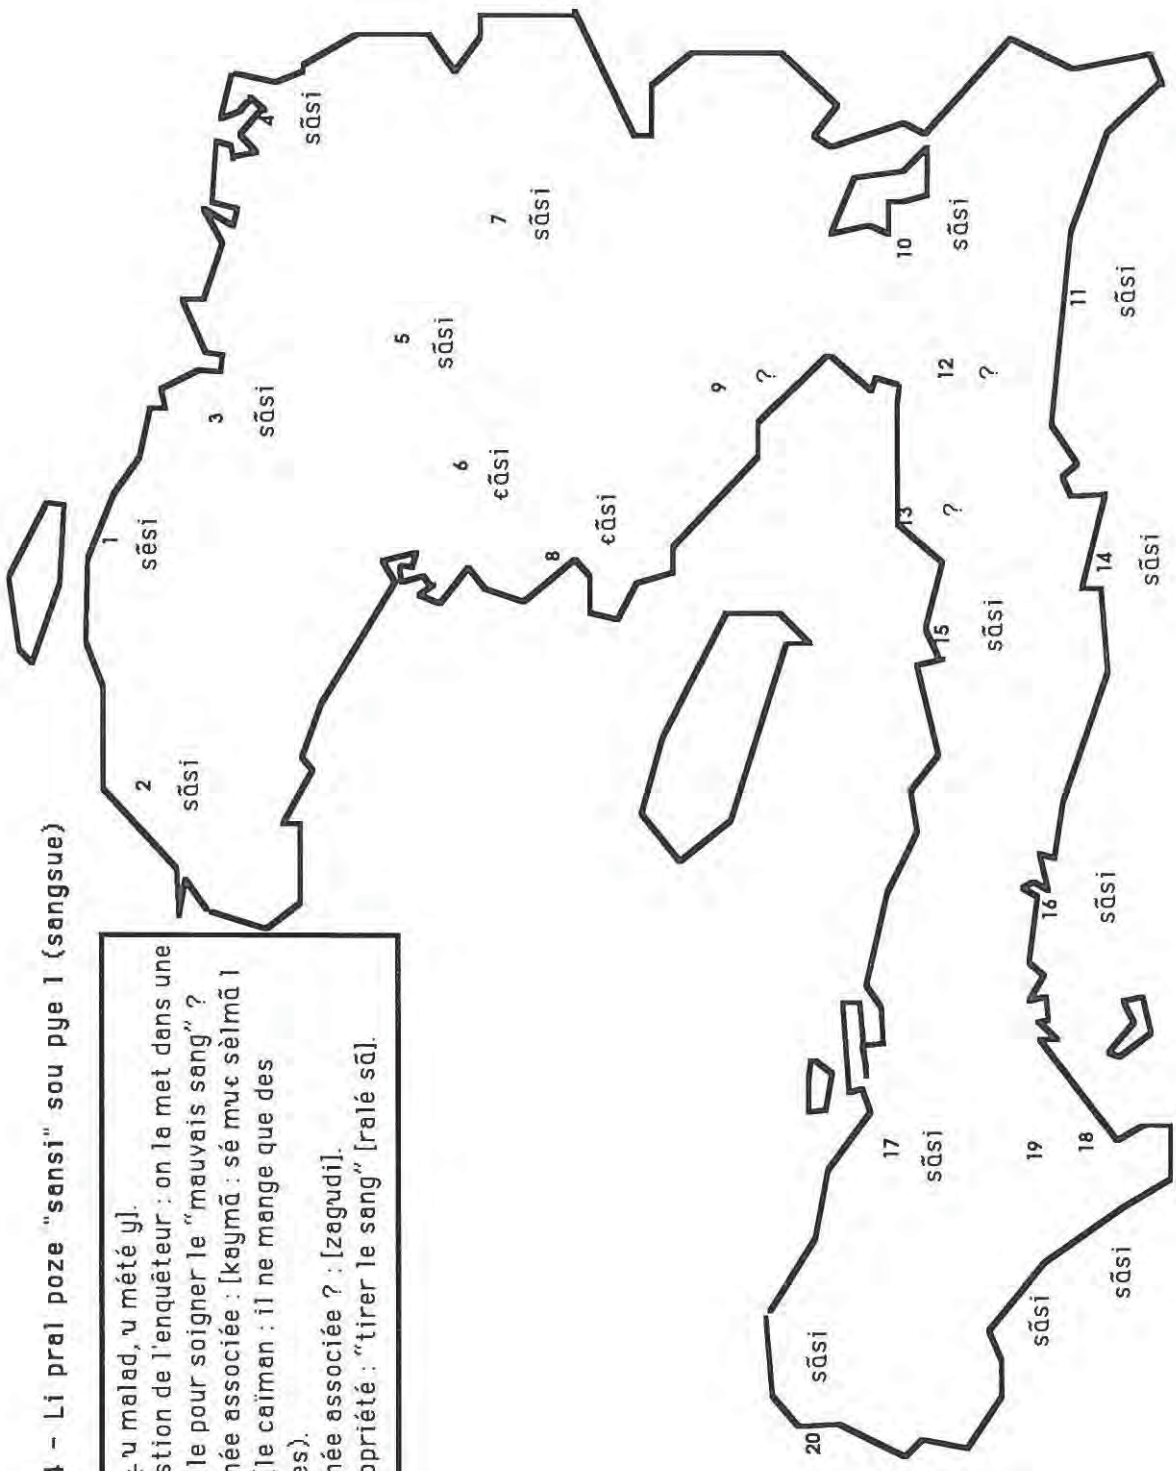 4 - Li pral poze "sansi" sou pye l (sangsue)
u malad, u mété y].
stion de l'enquêteur : on la met dans une
le pour soigner le "mauvais sang" ?
née associée : [kaymã : sé muɛ sèlmã l
le caïman : il ne mange que des
es).
née associée ? : [zagudi].
opriété : "tirer le sang" [ralé sã].
1
sẽsi
2
sãsi
3
sãsi
4
sãsi
5
sãsi
6
ɛãsi
7
sãsi
8
ɛãsi
9
?
10
sãsi
11
sãsi
12
?
13
?
14
sãsi
15
sãsi
16
sãsi
17
sãsi
18
sãsi
19
sãsi
20
sãsi